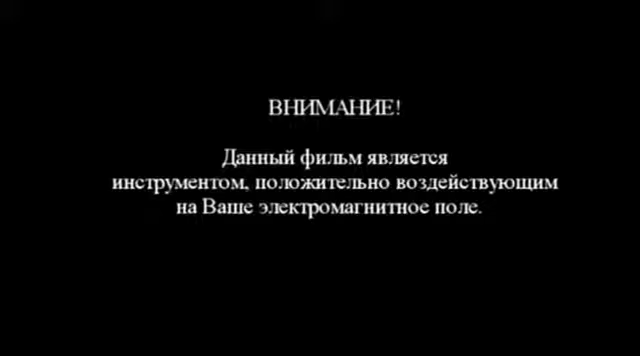 ВНИМАНИЕ!
Данный фильм является
инструментом, положительно воздействующим
на Ваше электромагнитное поле.